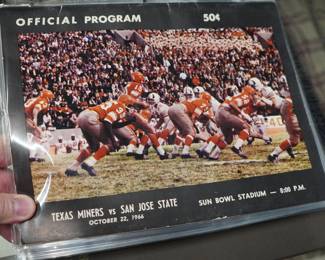 OFFICIAL PROGRAM 50¢
TEXAS MINERS vs SAN JOSE STATE
OCTOBER 22, 1966
SUN BOWL STADIUM — 8:00 P.M.